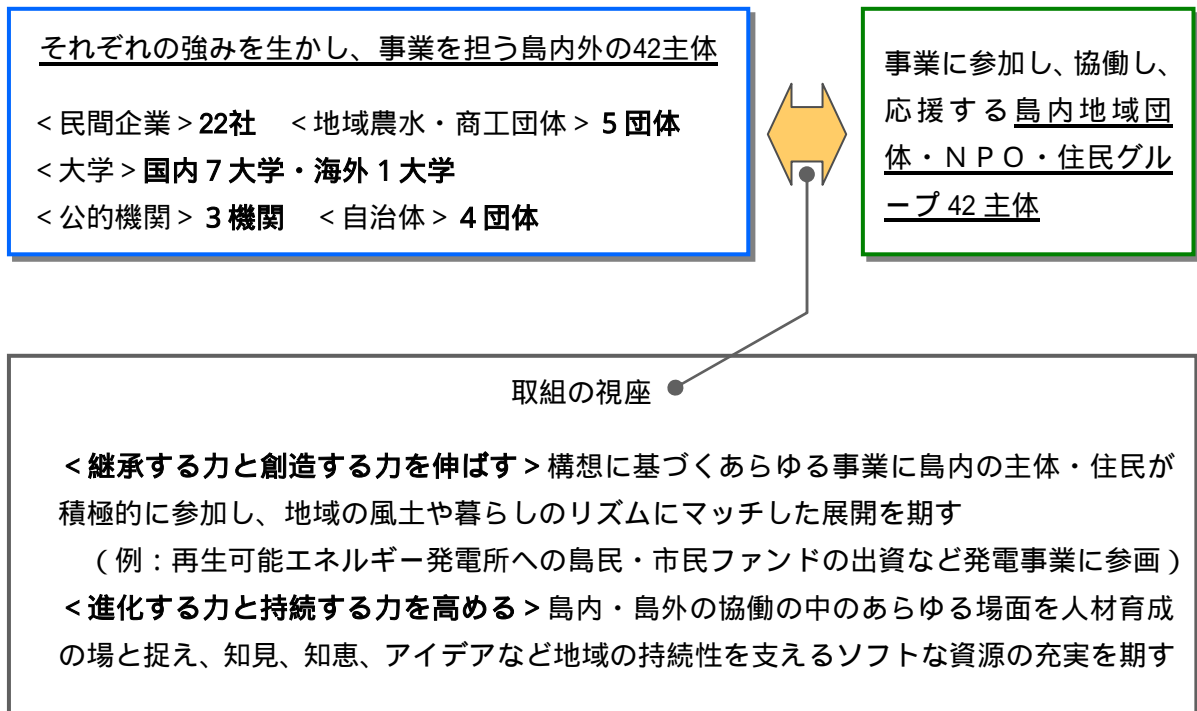 それぞれの強みを生かし、事業を担う島内外の42主体
＜民間企業＞22社　＜地域農水・商工団体＞５団体
＜大学＞国内７大学・海外１大学
＜公的機関＞３機関　＜自治体＞４団体
事業に参加し、協働し、
応援する島内地域団
体・ＮＰＯ・住民グル
ープ 42 主体
取組の視座
＜継承する力と創造する力を伸ばす＞構想に基づくあらゆる事業に島内の主体・住民が
積極的に参加し、地域の風土や暮らしのリズムにマッチした展開を期す
（例：再生可能エネルギー発電所への島民・市民ファンドの出資など発電事業に参画）
＜進化する力と持続する力を高める＞島内・島外の協働の中のあらゆる場面を人材育成
の場と捉え、知見、知恵、アイデアなど地域の持続性を支えるソフトな資源の充実を期す